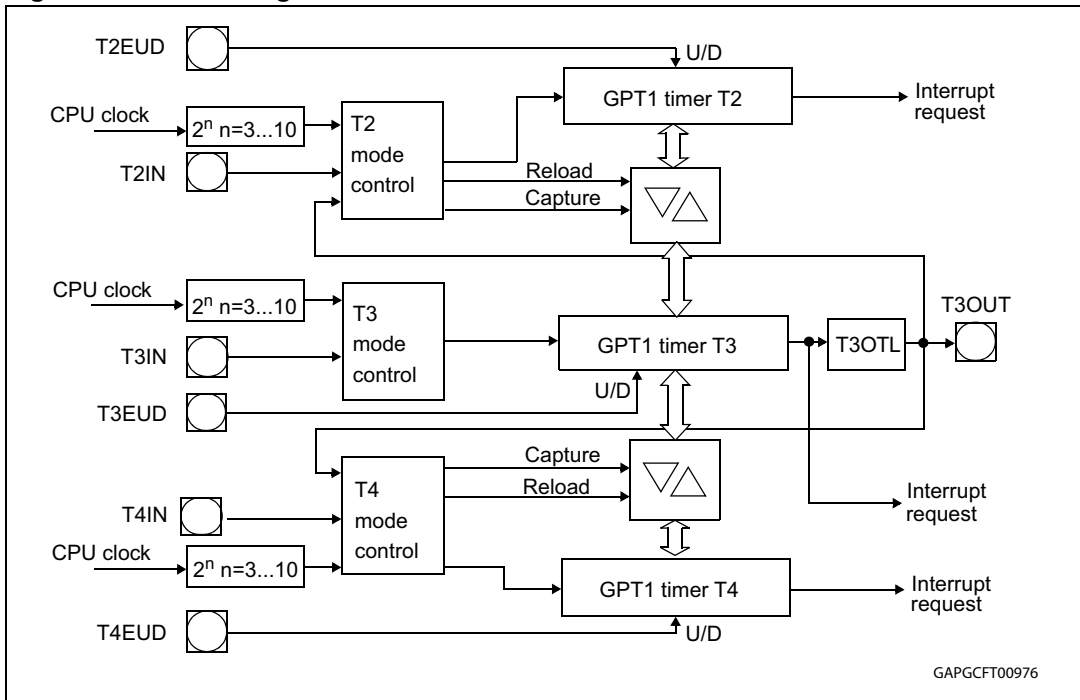 T2EUD
U/D
GPT1 timer T2
Interrupt
request
CPU clock
2ⁿ n=3...10
T2
mode
control
T2IN
Reload
Capture
CPU clock
2ⁿ n=3...10
T3
mode
control
T3IN
GPT1 timer T3
T3OTL
T3OUT
T3EUD
U/D
Interrupt
request
Capture
Reload
T4
mode
control
T4IN
CPU clock
2ⁿ n=3...10
GPT1 timer T4
Interrupt
request
T4EUD
U/D
GAPGCFT00976